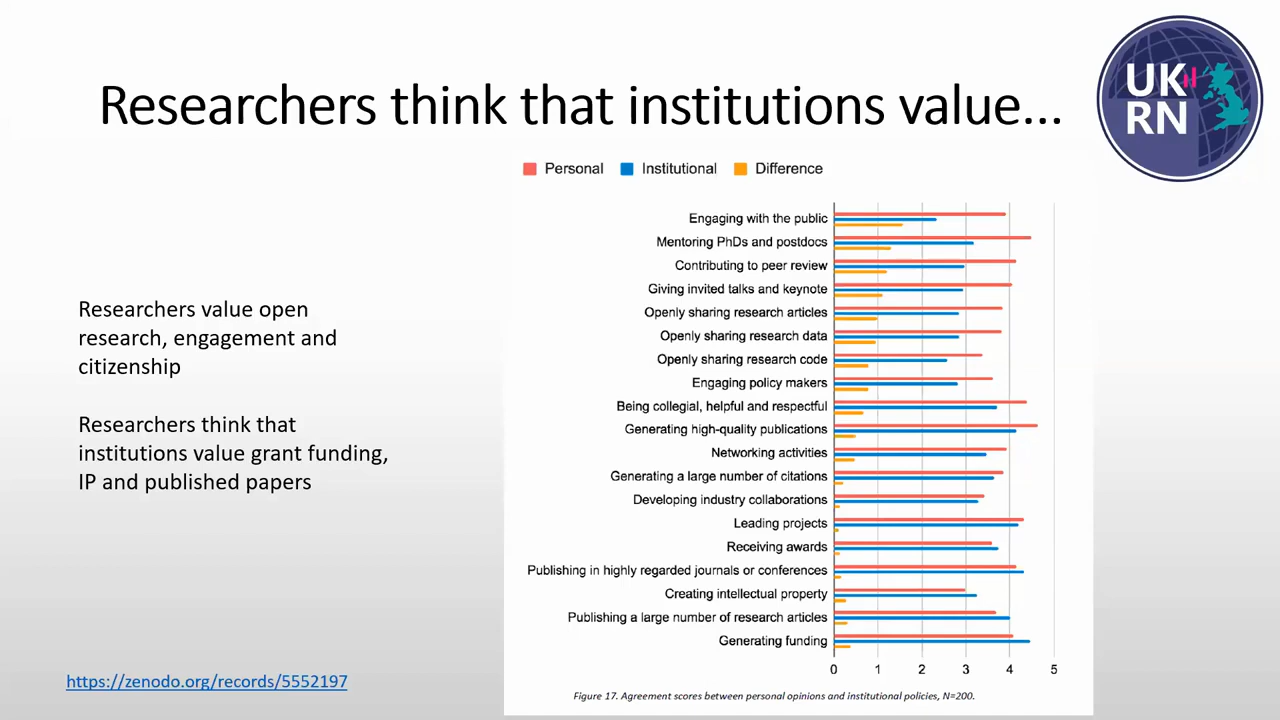 Researchers think that institutions value...
UK
RN
Personal Institutional Difference
Engaging with the public
Mentoring PhDs and postdocs
Contributing to peer review
Giving invited talks and keynote
Openly sharing research articles
Openly sharing research data
Openly sharing research code
Engaging policy makers
Being collegial, helpful and respectful
Generating high-quality publications
Networking activities
Generating a large number of citations
Developing industry collaborations
Leading projects
Receiving awards
Publishing in highly regarded journals or conferences
Creating intellectual property
Publishing a large number of research articles
Generating funding
0 1 2 3 4 5
Figure 17. Agreement scores between personal opinions and institutional policies, N=200.
Researchers value open
research, engagement and
citizenship
Researchers think that
institutions value grant funding,
IP and published papers
https://zenodo.org/records/5552197